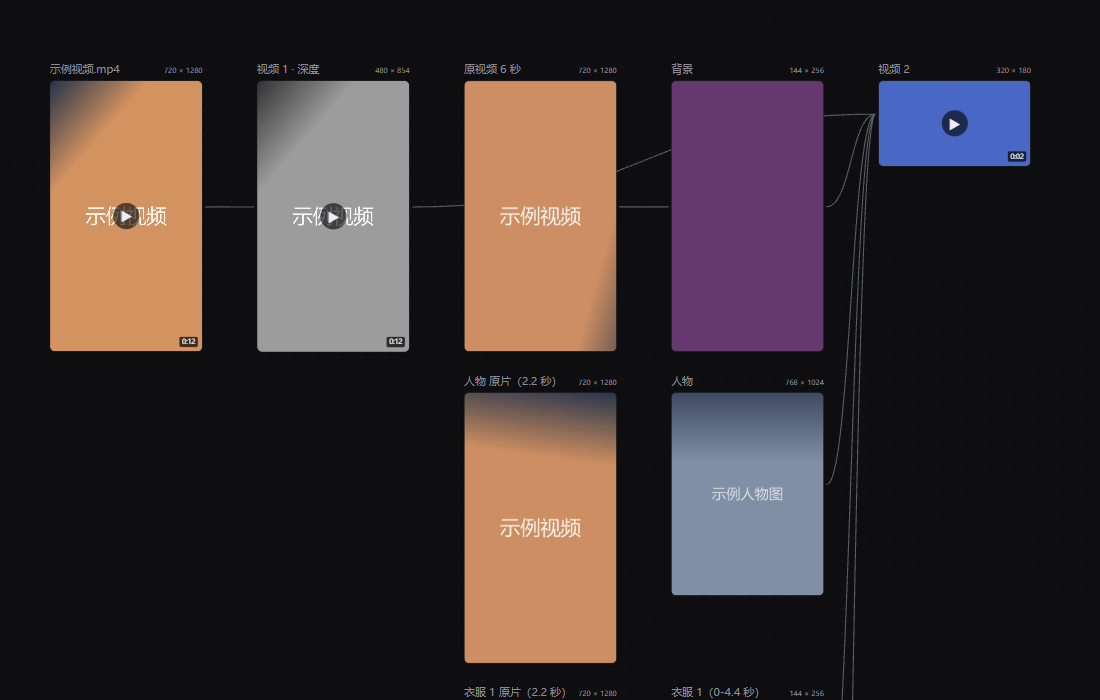 示例视频.mp4 720 × 1280
视频 1 - 深度 480 × 854
原视频 6 秒 720 × 1280
背景 144 × 256
视频 2 320 × 180
0:02
示例视频
示例视频
示例视频
0:12
0:12
人物 原片（2.2 秒） 720 × 1280
人物 768 × 1024
示例人物图
示例视频
衣服 1 原片（2.2 秒） 720 × 1280
衣服 1（0-4.4 秒） 144 × 256